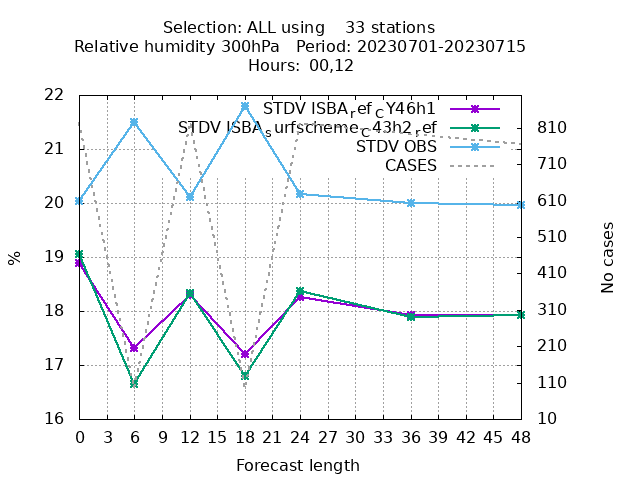 Selection: ALL using    33 stations
Relative humidity 300hPa   Period: 20230701-20230715
Hours: 00,12
STDV ISBA_ref_CY46h1
STDV ISBA_surfscheme_C43h2_ref
STDV OBS
CASES
22
21
20
19
18
17
16
%
810
710
610
510
410
310
210
110
10
No cases
0 3 6 9 12 15 18 21 24 27 30 33 36 39 42 45 48
Forecast length